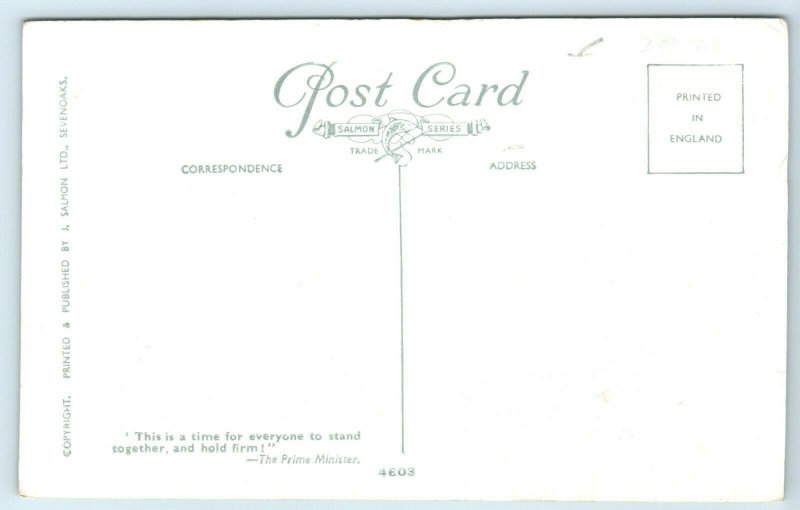 Post Card
SALMON SERIES
TRADE MARK
CORRESPONDENCE
ADDRESS
PRINTED
IN
ENGLAND
COPYRIGHT. PRINTED & PUBLISHED BY J. SALMON LTD., SEVENOAKS.
' This is a time for everyone to stand
together, and hold firm!"
—The Prime Minister.
4603